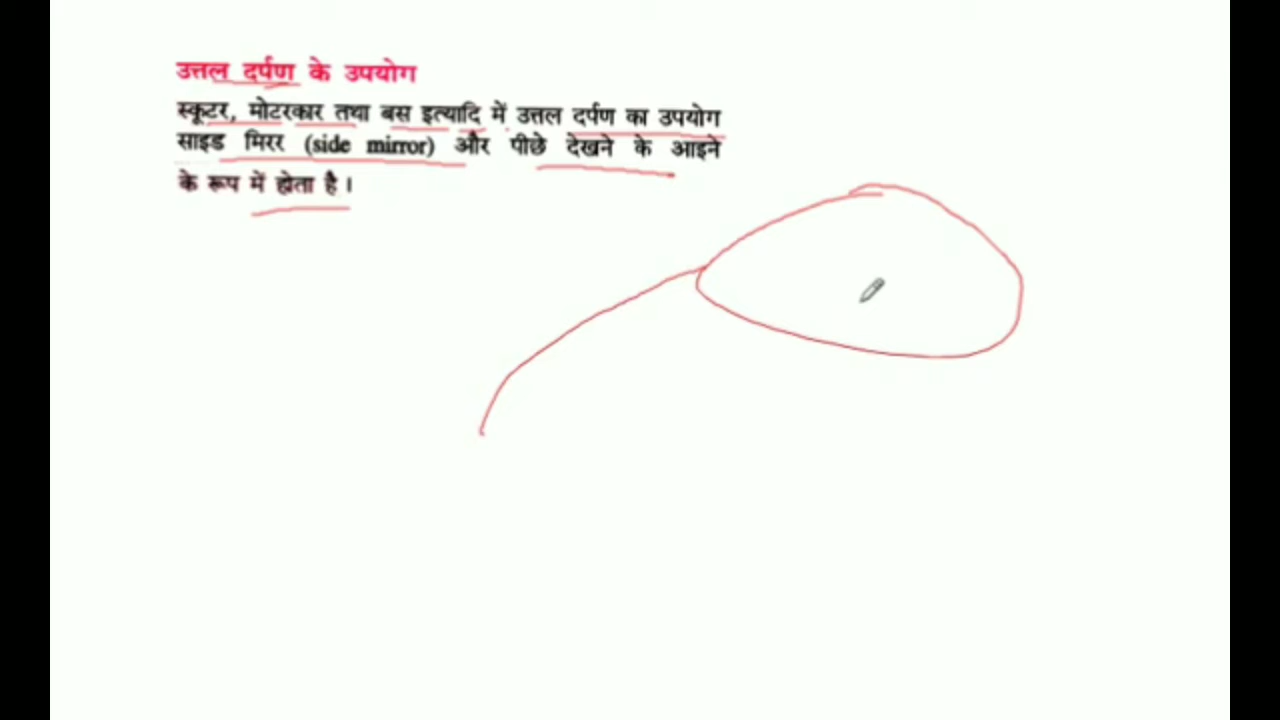 उत्तल दर्पण के उपयोग
स्कूटर, मोटरकार तथा बस इत्यादि में उत्तल दर्पण का उपयोग
साइड मिरर (side mirror) और पीछे देखने के आइने
के रूप में होता है।